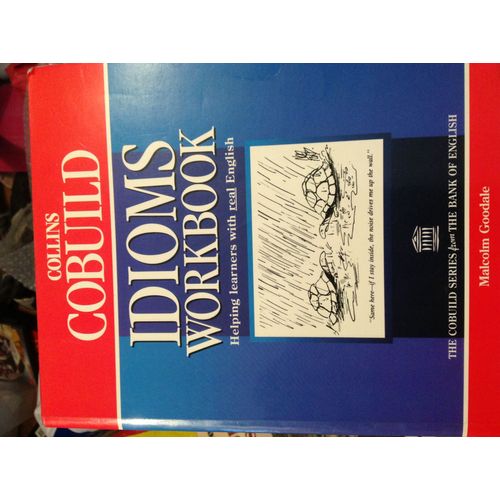 COLLINS
COBUILD
IDIOMS
WORKBOOK
Helping learners with real English
"Same here—if I stay inside, the noise drives me up the wall."
THE COBUILD SERIES from THE BANK OF ENGLISH
Malcolm Goodale